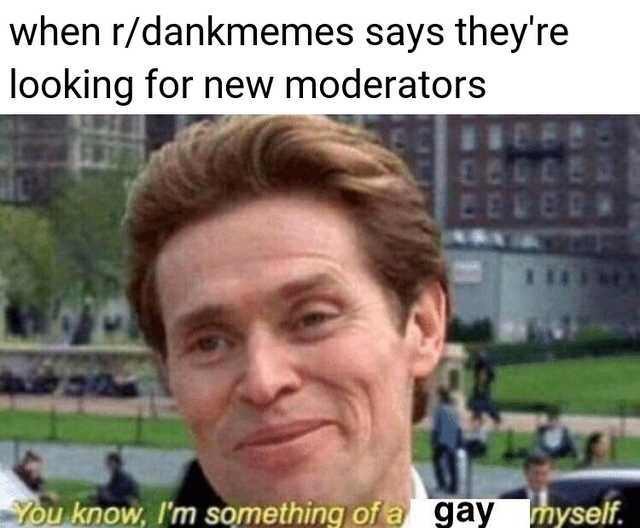 when r/dankmemes says they're
looking for new moderators
You know, I'm something of a gay myself.